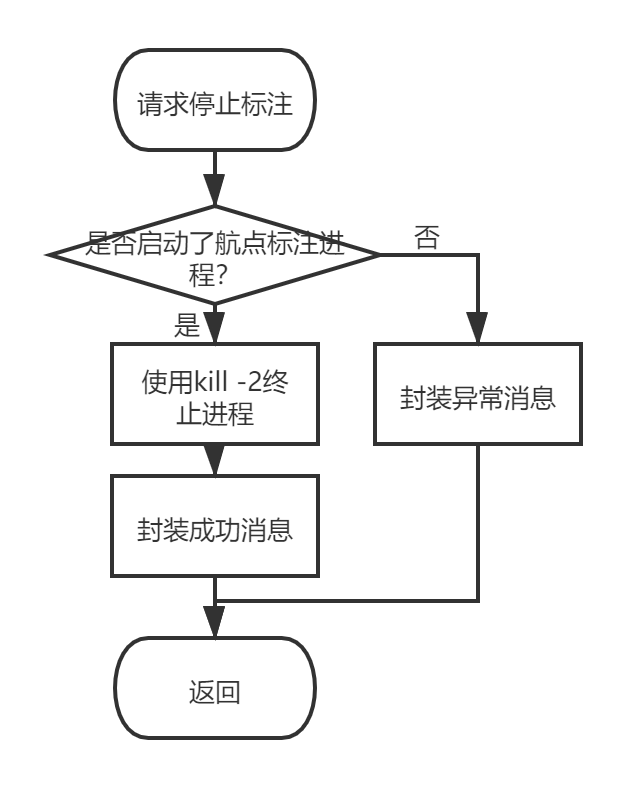 请求停止标注
是否启动了航点标注进
程？
否
是
使用kill -2终
止进程
封装异常消息
封装成功消息
返回